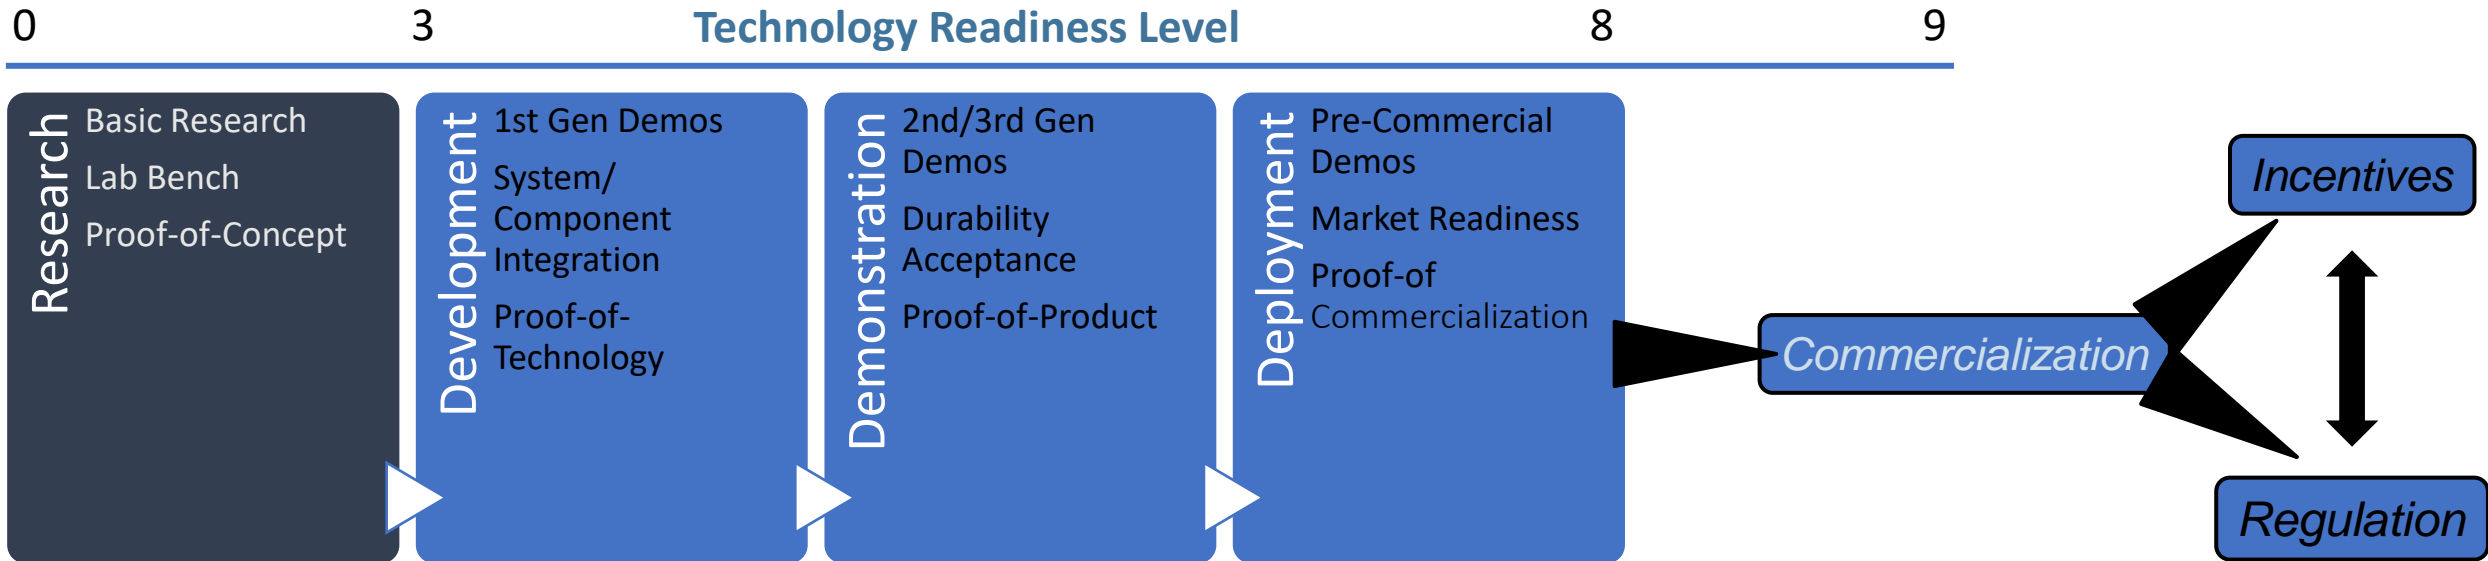 0 3 Technology Readiness Level 8 9
Research
Basic Research
Lab Bench
Proof-of-Concept
Development
1st Gen Demos
System/
Component
Integration
Proof-of-
Technology
Demonstration
2nd/3rd Gen
Demos
Durability
Acceptance
Proof-of-Product
Deployment
Pre-Commercial
Demos
Market Readiness
Proof-of
Commercialization
Commercialization
Incentives
Regulation